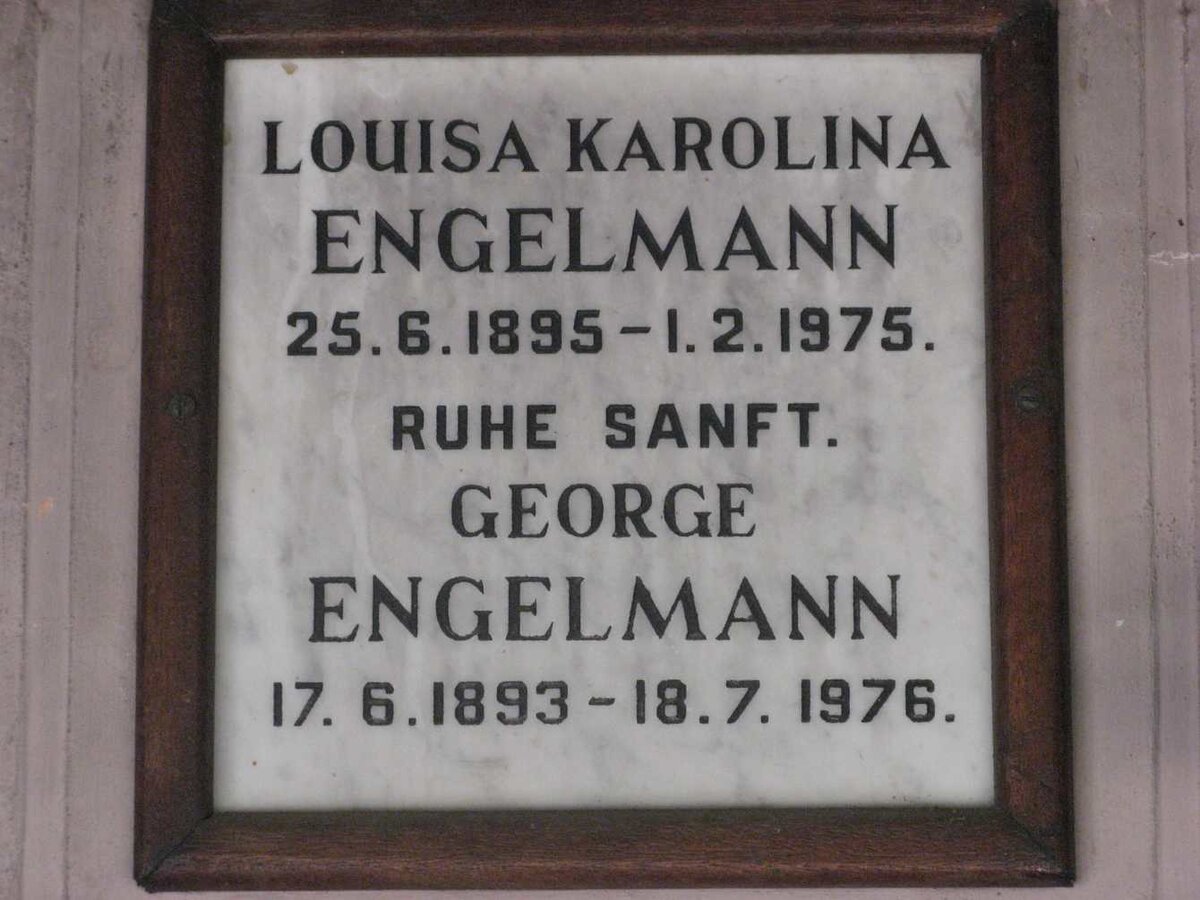 LOUISA KAROLINA
ENGELMANN
25.6.1895-1.2.1975.
RUHE SANFT.
GEORGE
ENGELMANN
17.6.1893-18.7.1976.